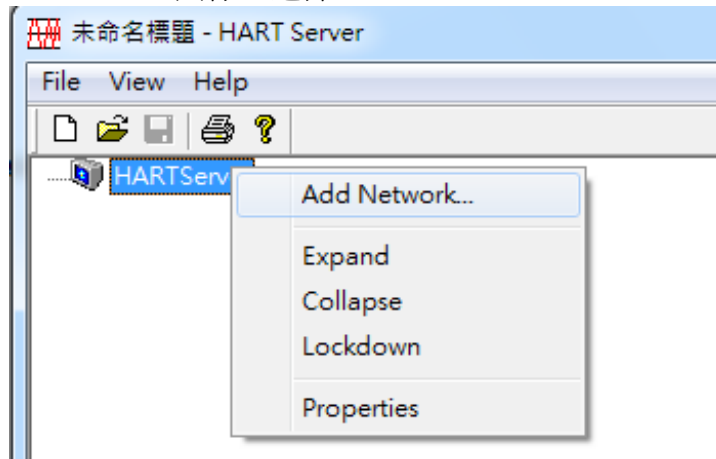 未命名標題 - HART Server
File View Help
HARTServ
Add Network...
Expand
Collapse
Lockdown
Properties